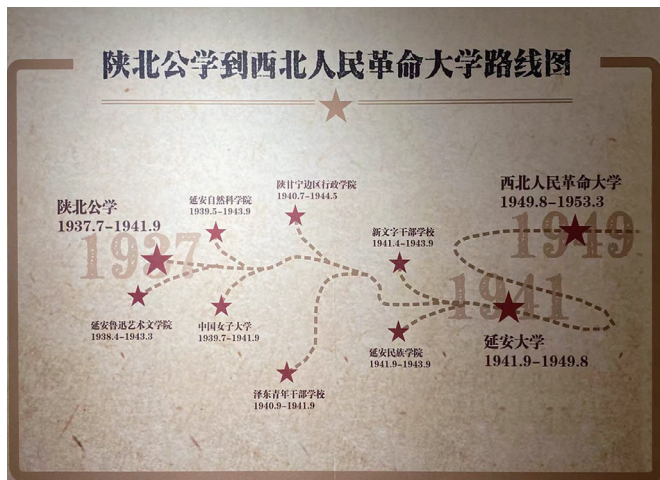 陕北公学到西北人民革命大学路线图
陕甘宁边区行政学院
1940.7-1944.5
西北人民革命大学
1949.8-1953.3
延安自然科学院
1939.5-1943.9
陕北公学
1937.7-1941.9
新文字干部学校
1941.4-1943.9
1937
1949
1941
延安鲁迅艺术文学院
1938.4-1943.3
中国女子大学
1939.7-1941.9
延安大学
1941.9-1949.8
延安民族学院
1941.9-1943.9
泽东青年干部学校
1940.9-1941.9